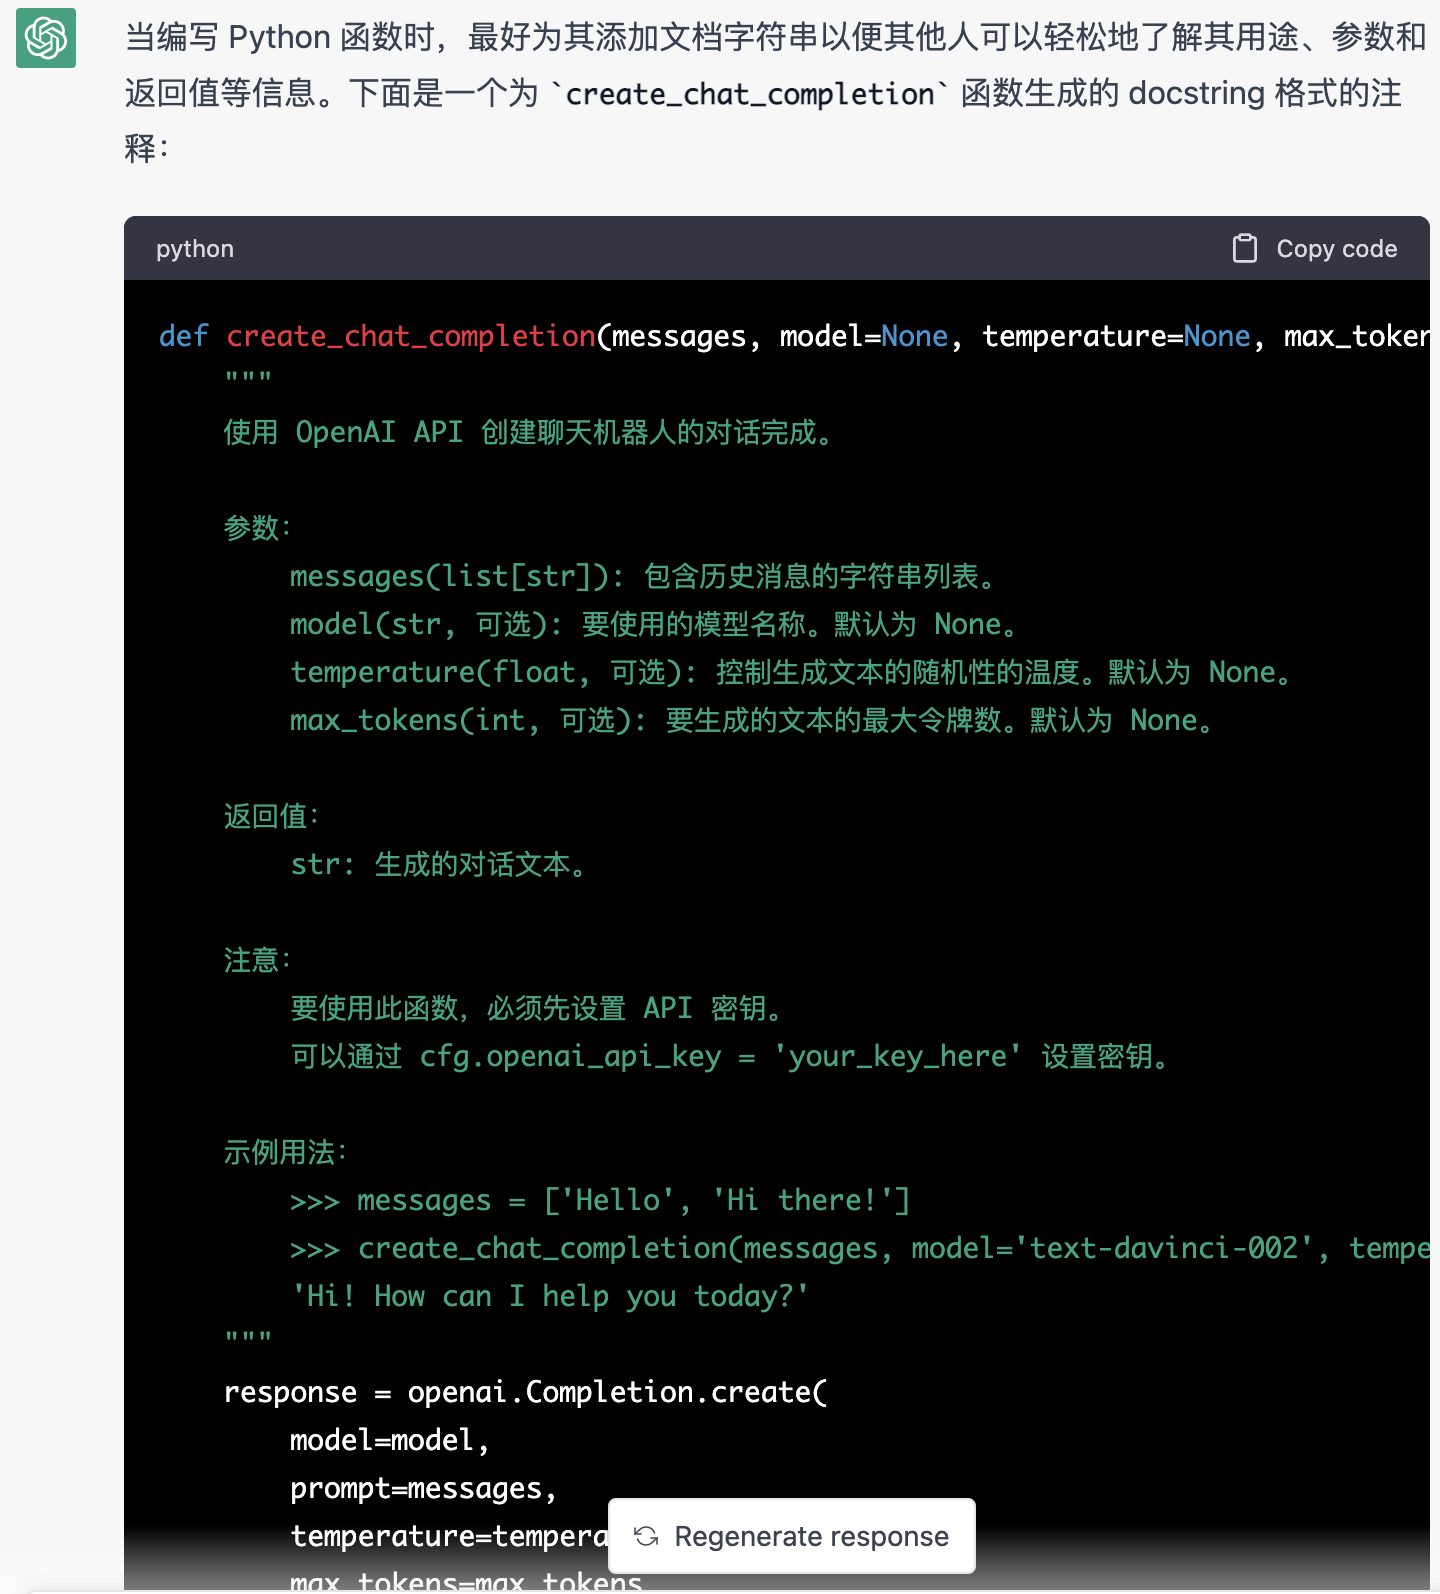 当编写 Python 函数时，最好为其添加文档字符串以便其他人可以轻松地了解其用途、参数和
返回值等信息。下面是一个为 `create_chat_completion` 函数生成的 docstring 格式的注
释：
python
Copy code
def create_chat_completion(messages, model=None, temperature=None, max_token
"""
使用 OpenAI API 创建聊天机器人的对话完成。
参数：
messages(list[str]): 包含历史消息的字符串列表。
model(str, 可选): 要使用的模型名称。默认为 None。
temperature(float, 可选): 控制生成文本的随机性的温度。默认为 None。
max_tokens(int, 可选): 要生成的文本的最大令牌数。默认为 None。
返回值：
str: 生成的对话文本。
注意：
要使用此函数，必须先设置 API 密钥。
可以通过 cfg.openai_api_key = 'your_key_here' 设置密钥。
示例用法：
>>> messages = ['Hello', 'Hi there!']
>>> create_chat_completion(messages, model='text-davinci-002', tempe
'Hi! How can I help you today?'
"""
response = openai.Completion.create(
model=model,
prompt=messages,
temperature=tempera
Regenerate response
max_tokens=max_tokens